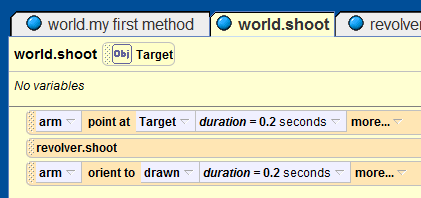 world.my first method world.shoot revolver
world.shoot Obj Target
No variables
arm point at Target duration = 0.2 seconds more...
revolver.shoot
arm orient to drawn duration = 0.2 seconds more...